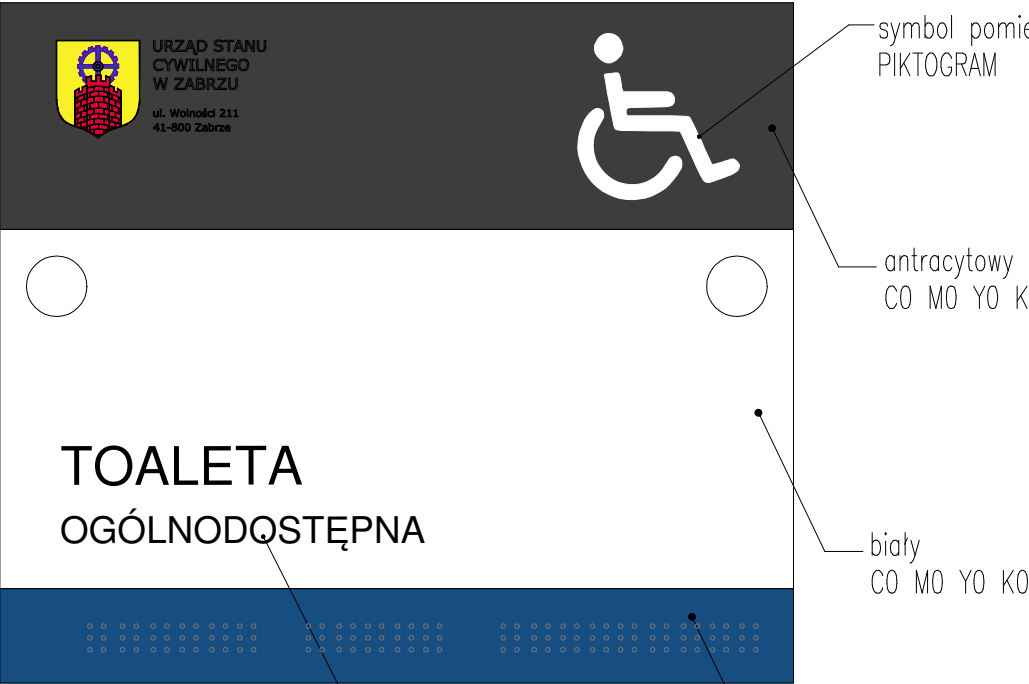 URZĄD STANU
CYWILNEGO
W ZABRZU
ul. Wolności 211
41-800 Zabrze
symbol
PIKTOGRAM
antracytowy
C0 M0 Y0 K
TOALETA
OGÓLNODOSTĘPNA
biały
C0 M0 Y0 K0